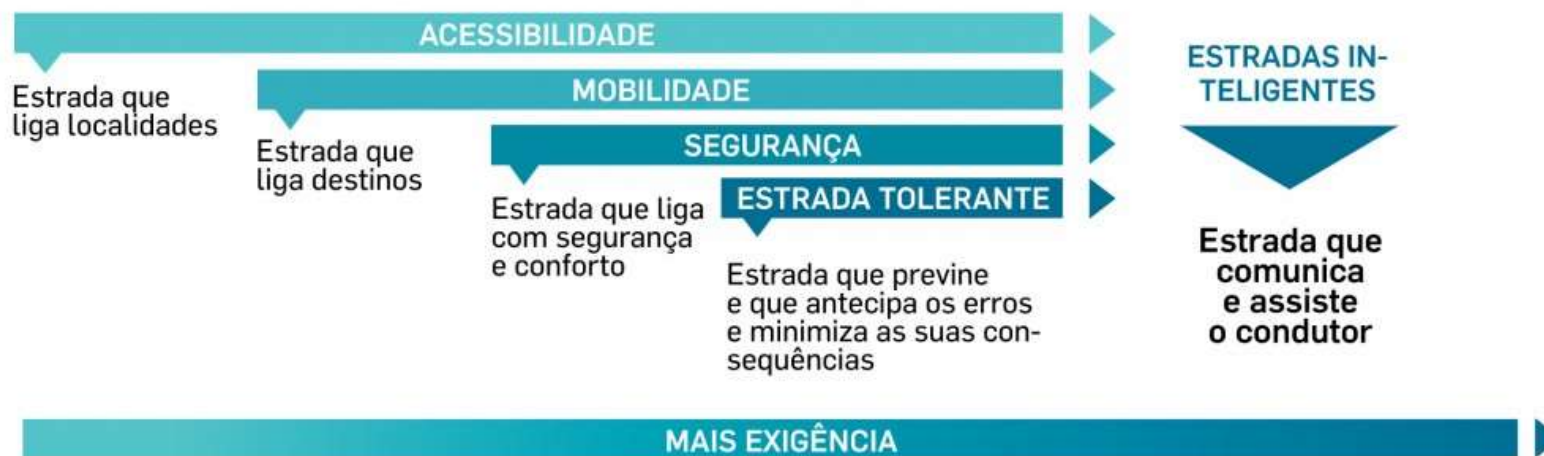 ACESSIBILIDADE
Estrada que
liga localidades
MOBILIDADE
Estrada que
liga destinos
SEGURANÇA
Estrada que liga
com segurança
e conforto
ESTRADA TOLERANTE
Estrada que previne
e que antecipa os erros
e minimiza as suas con-
sequências
ESTRADAS IN-
TELIGENTES
Estrada que
comunica
e assiste
o condutor
MAIS EXIGÊNCIA